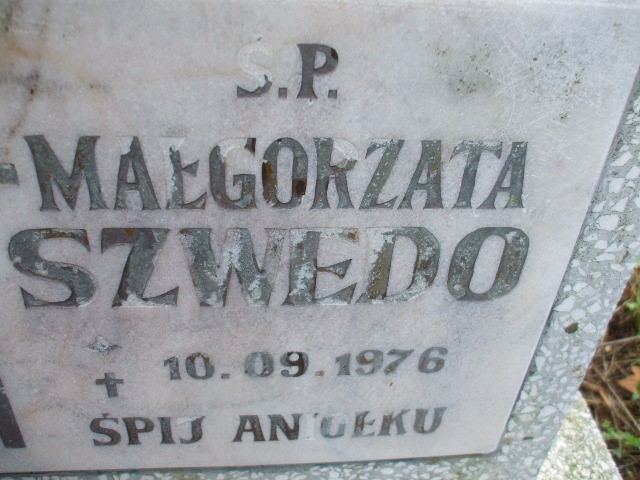 Ś.P.
MAŁGORZATA
SZWEDO
* 
✝ 10.09.1976
ŚPIJ ANIOŁKU